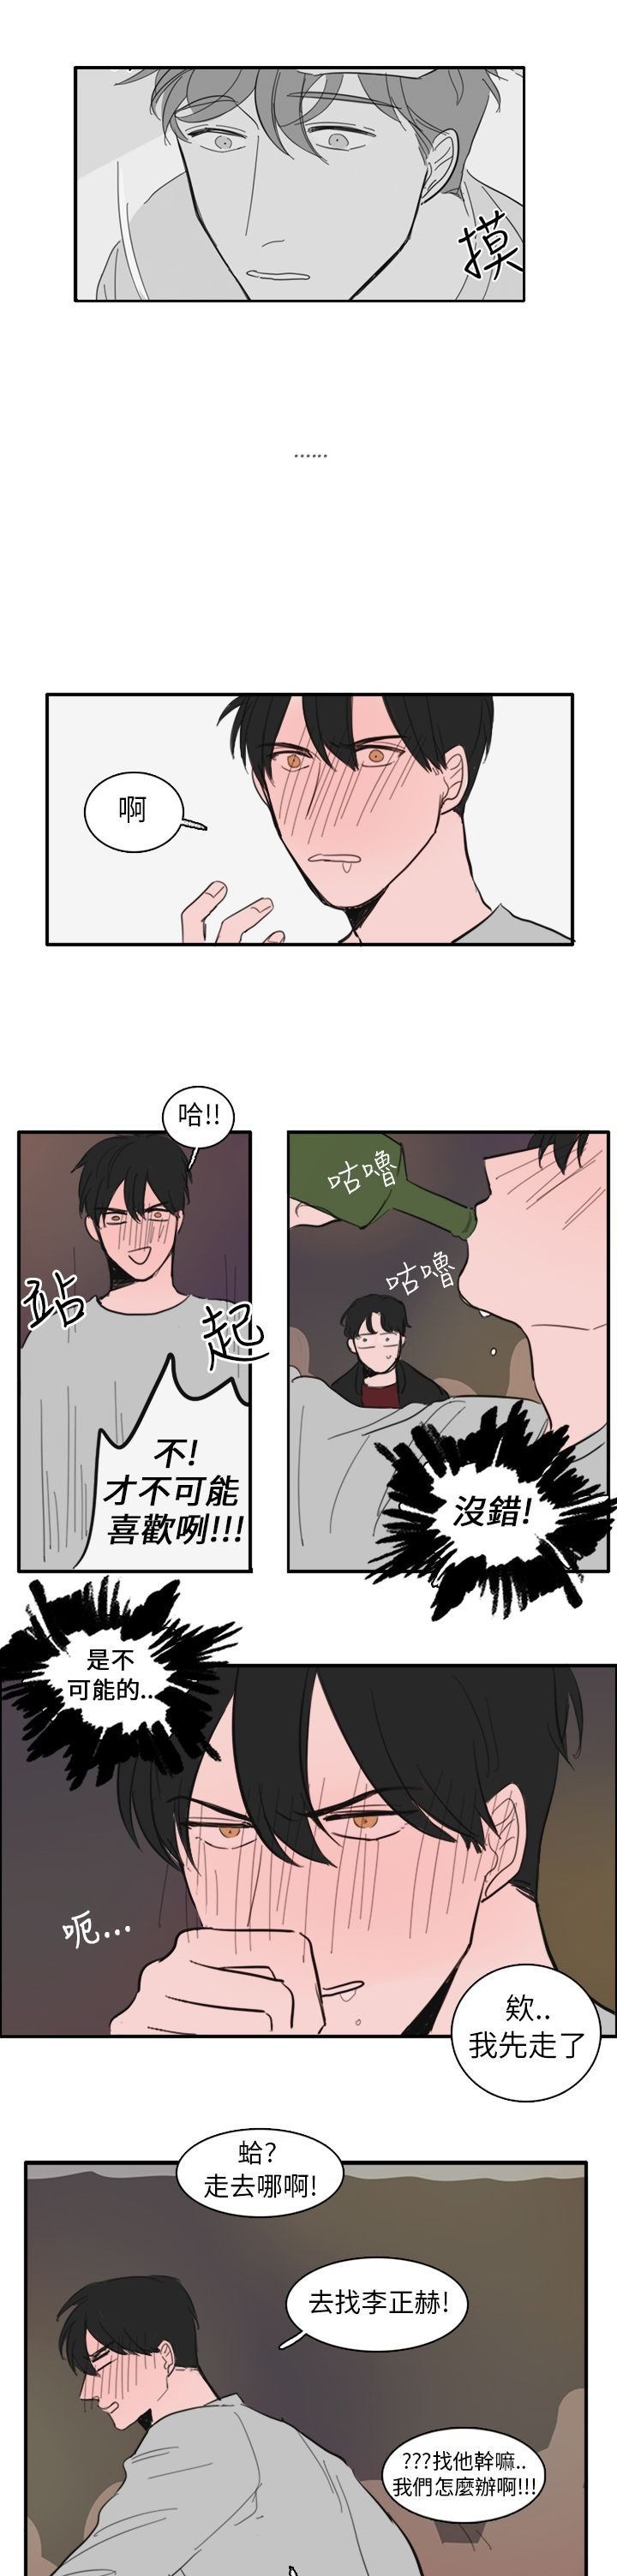 摸
......
啊
哈!!
站
起
不!
才不可能
喜歡咧!!!
咕嚕
咕嚕
沒錯!
是不
可能的..
呃...
欸..
我先走了
蛤?
走去哪啊!
去找李正赫!
???找他幹嘛..
我們怎麼辦啊!!!